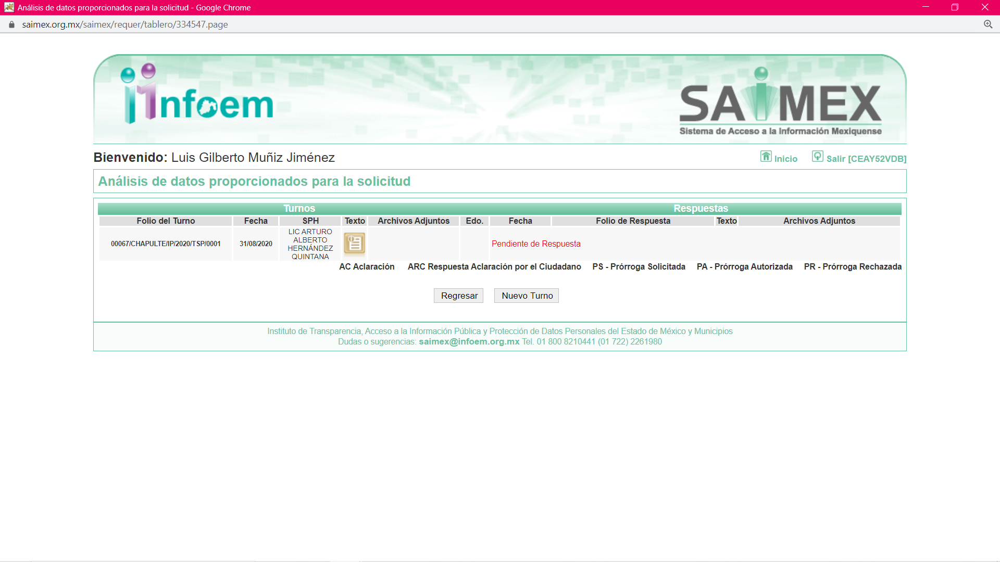 Análisis de datos proporcionados para la solicitud - Google Chrome
saimex.org.mx/saimex/requer/tablero/334547.page
infoem
SAIMEX
Sistema de Acceso a la Información Mexiquense
Bienvenido: Luis Gilberto Muñiz Jiménez
Inicio
Salir [CEAY52VDB]
Análisis de datos proporcionados para la solicitud
Turnos Respuestas
Folio del Turno Fecha SPH Texto Archivos Adjuntos Edo. Fecha Folio de Respuesta Texto Archivos Adjuntos
00067/CHAPULTE/IP/2020/TSP/0001 31/08/2020
LIC ARTURO
ALBERTO
HERNÁNDEZ
QUINTANA
Pendiente de Respuesta
AC Aclaración ARC Respuesta Aclaración por el Ciudadano PS - Prórroga Solicitada PA - Prórroga Autorizada PR - Prórroga Rechazada
Regresar Nuevo Turno
Instituto de Transparencia, Acceso a la Información Pública y Protección de Datos Personales del Estado de México y Municipios
Dudas o sugerencias: saimex@infoem.org.mx Tel. 01 800 8210441 (01 722) 2261980